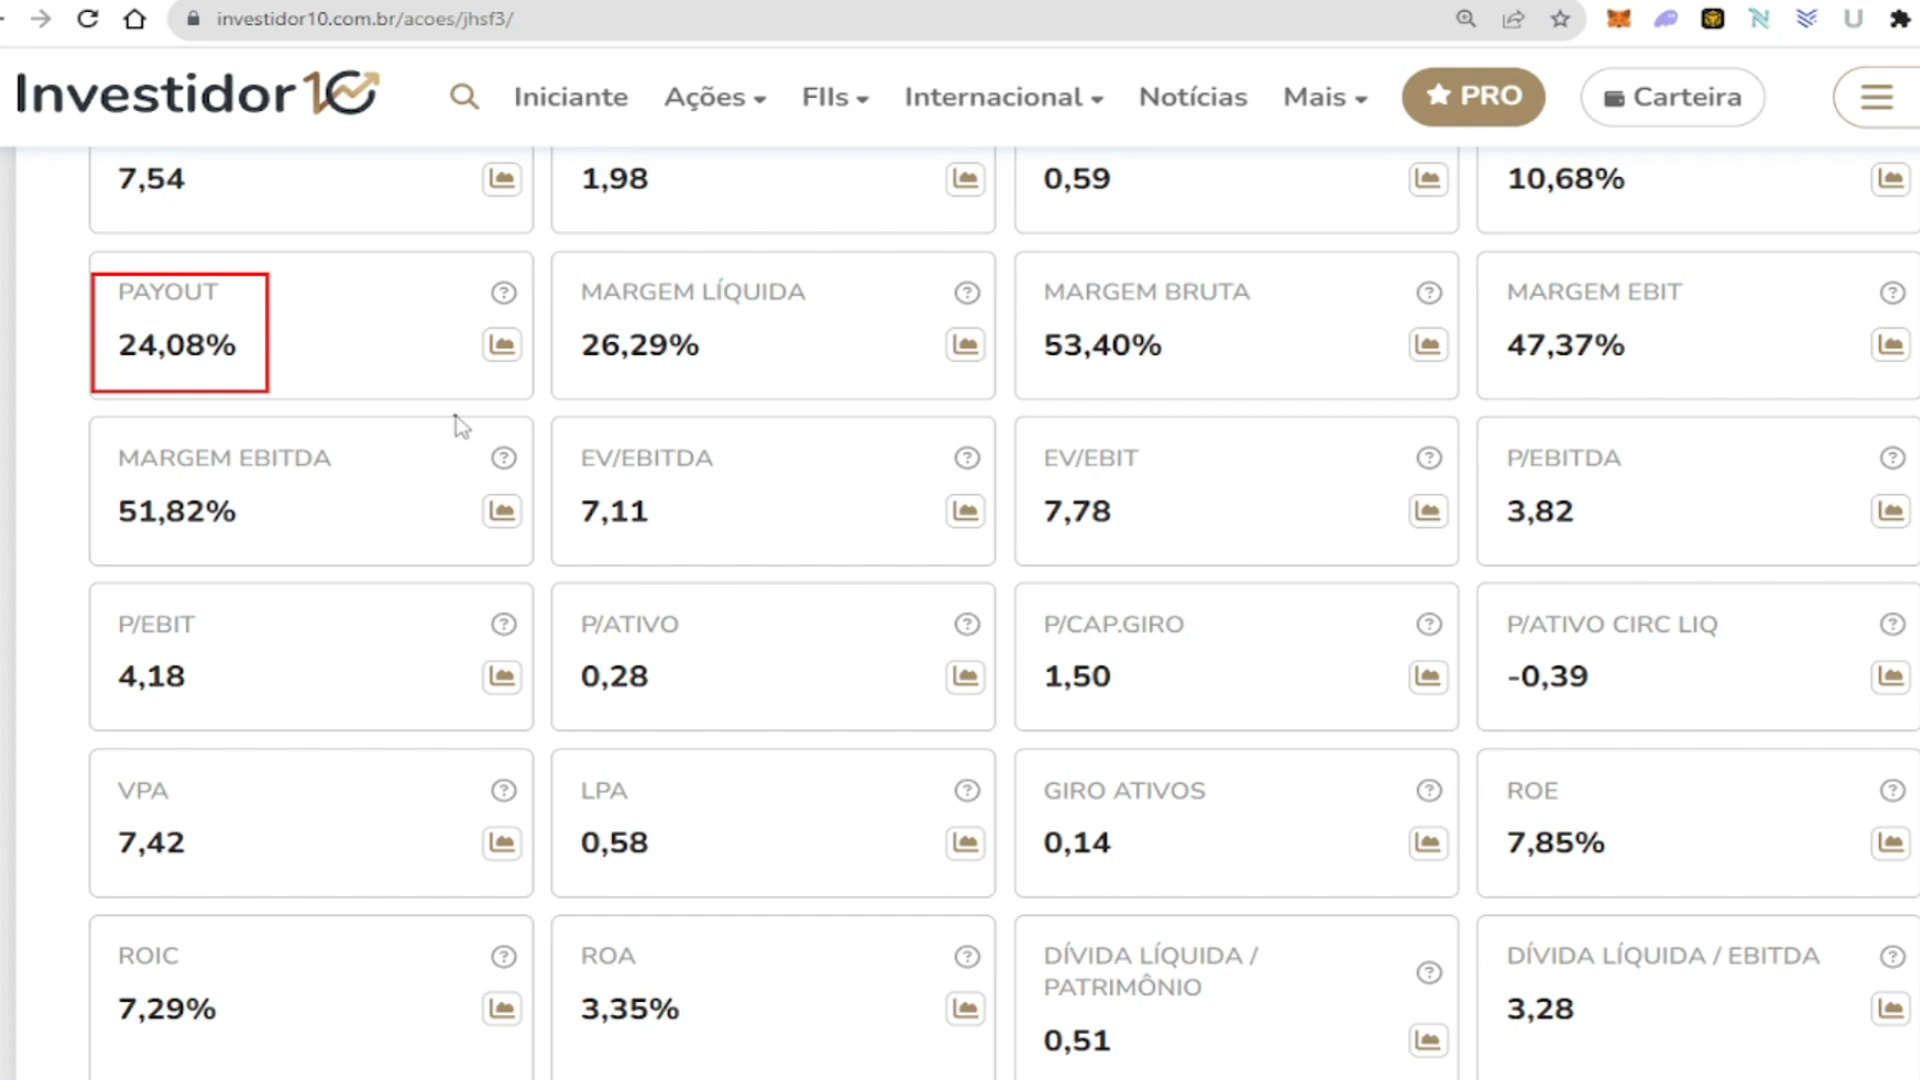 investidor10.com.br/acoes/jhsf3/
Investidor 10
Iniciante
Ações
FIIs
Internacional
Notícias
Mais
PRO
Carteira
7,54
1,98
0,59
10,68%
PAYOUT
24,08%
MARGEM LÍQUIDA
26,29%
MARGEM BRUTA
53,40%
MARGEM EBIT
47,37%
MARGEM EBITDA
51,82%
EV/EBITDA
7,11
EV/EBIT
7,78
P/EBITDA
3,82
P/EBIT
4,18
P/ATIVO
0,28
P/CAP.GIRO
1,50
P/ATIVO CIRC LIQ
-0,39
VPA
7,42
LPA
0,58
GIRO ATIVOS
0,14
ROE
7,85%
ROIC
7,29%
ROA
3,35%
DÍVIDA LÍQUIDA /
PATRIMÔNIO
0,51
DÍVIDA LÍQUIDA / EBITDA
3,28